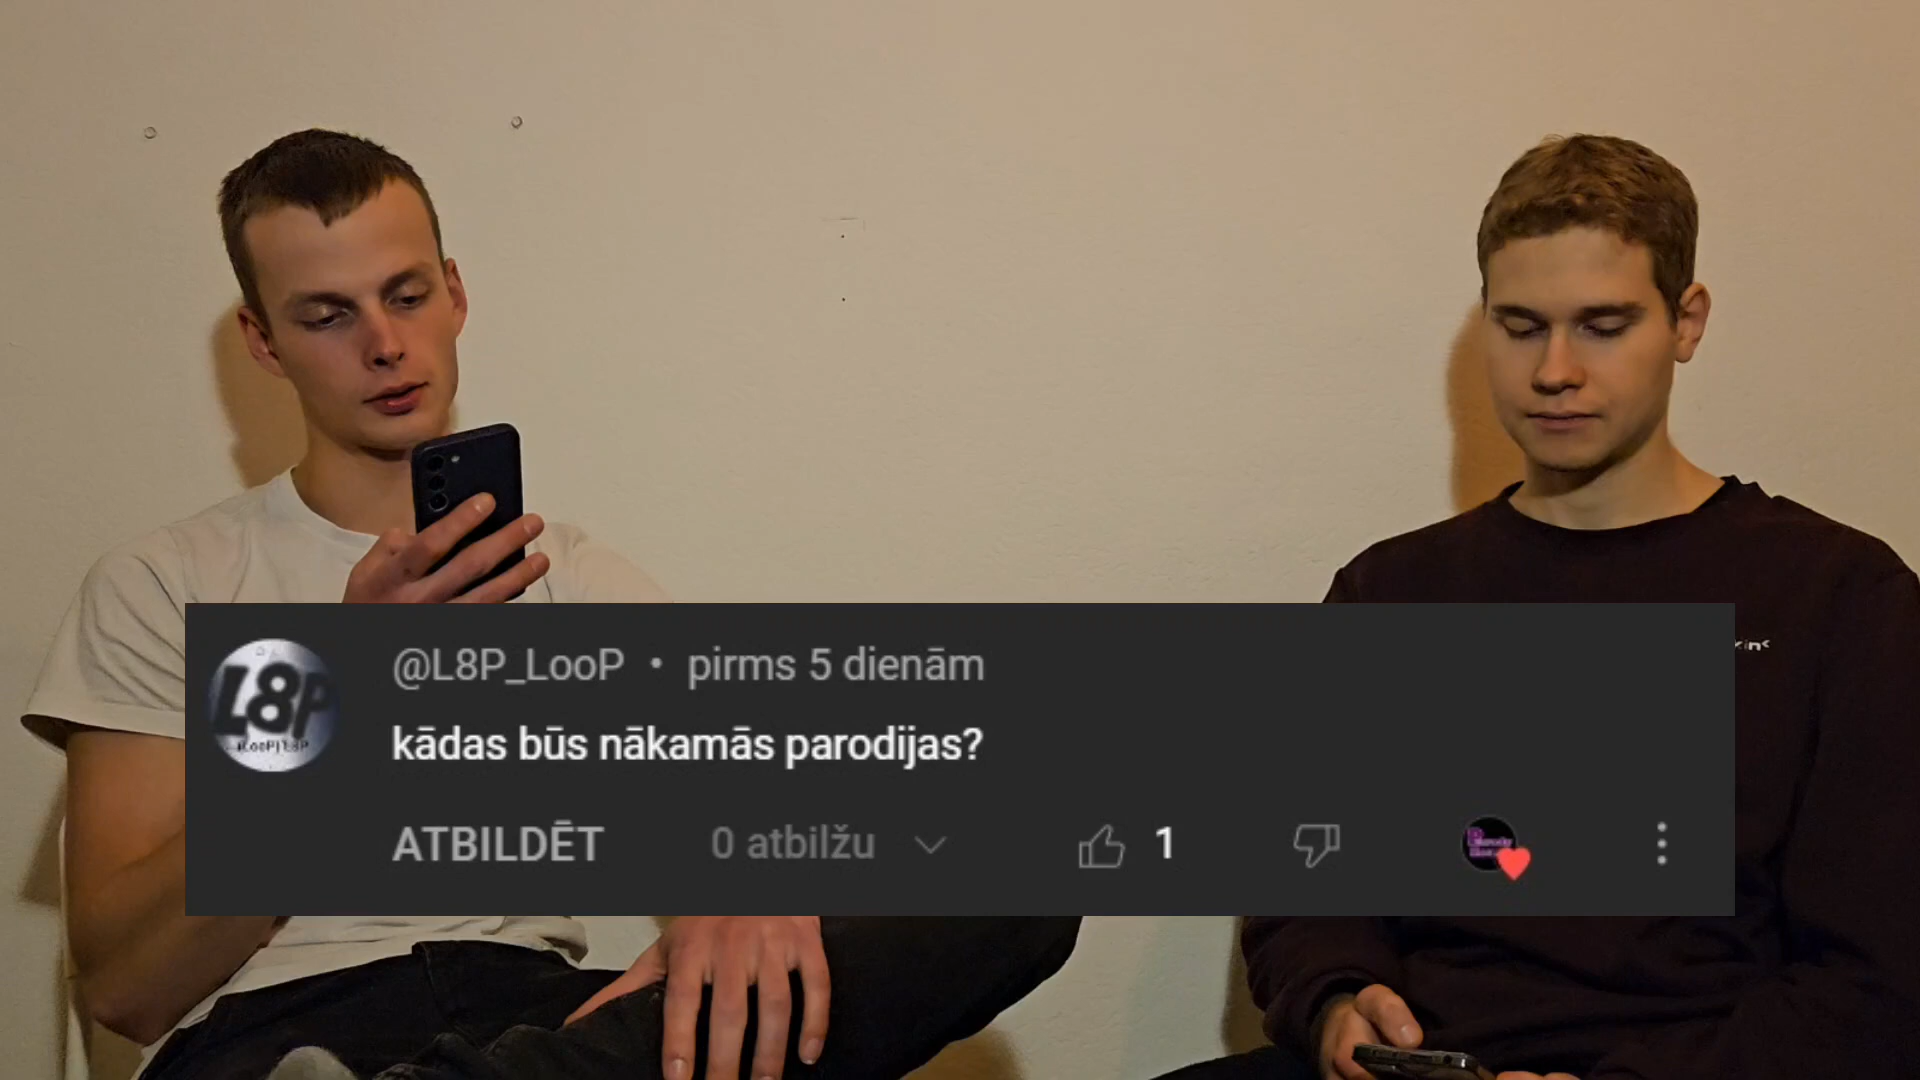 @L8P_LooP • pirms 5 dienām
L8P
kādas būs nākamās parodijas?
ATBILDĒT 0 atbilžu 1